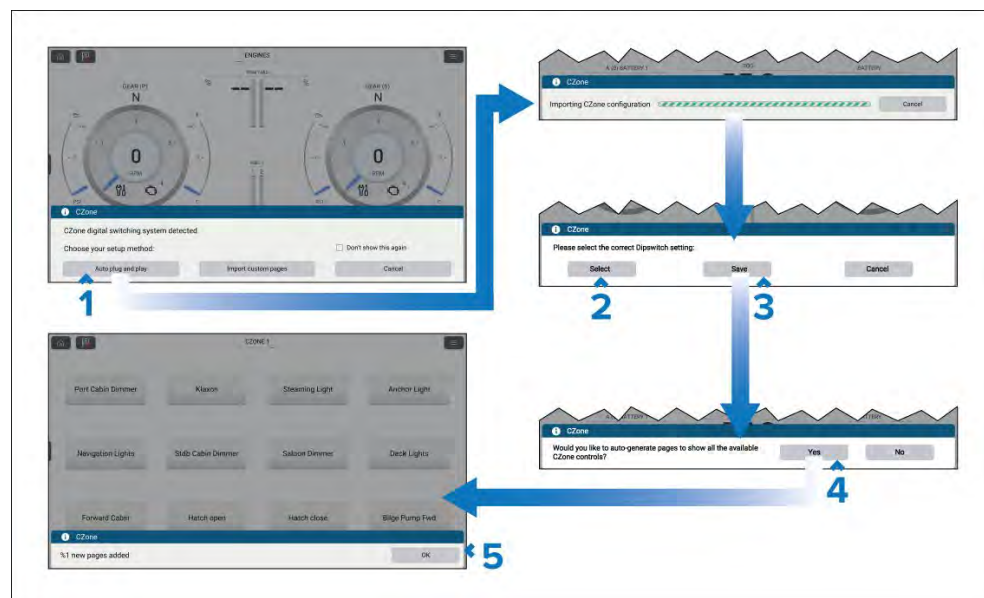 ENGINES
GEAR (P)
N
GEAR (S)
N
0
RPM
0
RPM
CZone
CZone digital switching system detected
Choose your setup method:
Don't show this again
Auto plug and play
Import custom pages
Cancel
1
CZone
Importing CZone configuration
Cancel
CZone
Please select the correct Dipswitch setting:
Select
Save
Cancel
2
3
BATTERY
CZone
Would you like to auto-generate pages to show all the available
CZone controls?
Yes
No
4
CZONE 1
Port Cabin Dimmer
Klaxon
Steaming Light
Anchor Light
Navigation Lights
Stbd Cabin Dimmer
Saloon Dimmer
Deck Lights
Forward Cabin
Hatch open
Hatch close
Bilge Pump Fwd
CZone
%1 new pages added
OK
5